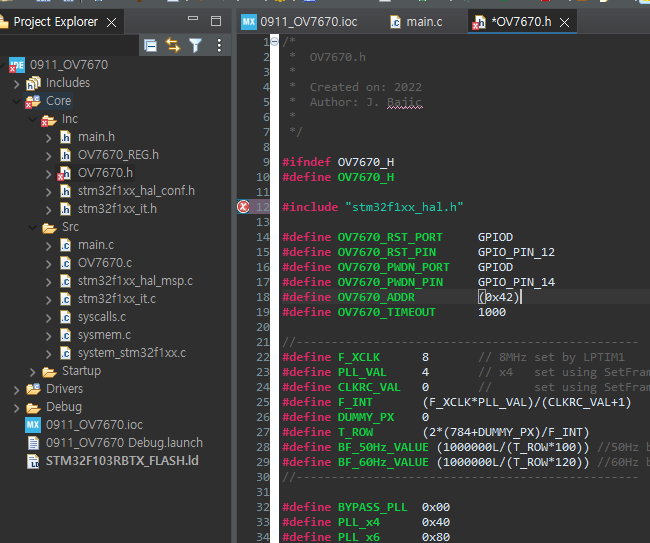 Project Explorer
0911_OV7670
Includes
Core
Inc
main.h
OV7670_REG.h
OV7670.h
stm32f1xx_hal_conf.h
stm32f1xx_it.h
Src
main.c
OV7670.c
stm32f1xx_hal_msp.c
stm32f1xx_it.c
syscalls.c
sysmem.c
system_stm32f1xx.c
Startup
Drivers
Debug
MX 0911_OV7670.ioc
0911_OV7670 Debug.launch
STM32F103RBTX_FLASH.ld
MX 0911_OV7670.ioc
main.c
*OV7670.h
1 /*
2 * OV7670.h
3 *
4 * Created on: 2022
5 * Author: J. Bajic
6 *
7 */
8
9 #ifndef OV7670_H
10 #define OV7670_H
11
12 #include "stm32f1xx_hal.h"
13
14 #define OV7670_RST_PORT GPIOD
15 #define OV7670_RST_PIN GPIO_PIN_12
16 #define OV7670_PWDN_PORT GPIOD
17 #define OV7670_PWDN_PIN GPIO_PIN_14
18 #define OV7670_ADDR (0x42)
19 #define OV7670_TIMEOUT 1000
20
21 //-------------------------------------------------
22 #define F_XCLK 8 // 8MHz set by LPTIM1
23 #define PLL_VAL 4 // x4 set using SetFram
24 #define CLKRC_VAL 0 // set using SetFram
25 #define F_INT (F_XCLK*PLL_VAL)/(CLKRC_VAL+1)
26 #define DUMMY_PX 0
27 #define T_ROW (2*(784+DUMMY_PX)/F_INT)
28 #define BF_50Hz_VALUE (1000000L/(T_ROW*100)) //50Hz b
29 #define BF_60Hz_VALUE (1000000L/(T_ROW*120)) //60Hz b
30 //-------------------------------------------------
31
32 #define BYPASS_PLL 0x00
33 #define PLL_x4 0x40
34 #define PLL_x6 0x80